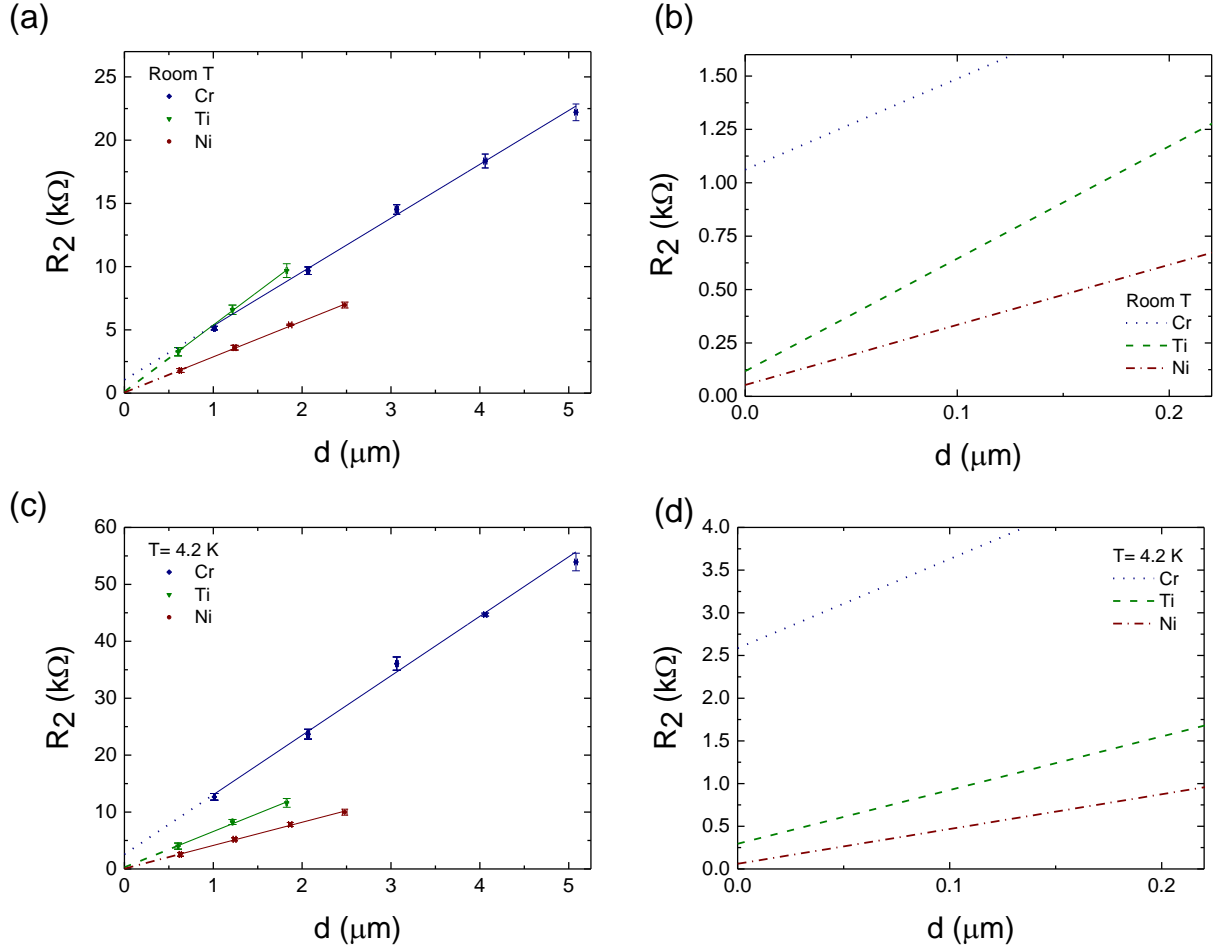 (a)
25
20
15
10
5
0
R2 (kΩ)
Room T
Cr
Ti
Ni
0 1 2 3 4 5
d (μm)
(b)
1.50
1.25
1.00
0.75
0.50
0.25
0.00
R2 (kΩ)
Room T
Cr
Ti
Ni
0.0 0.1 0.2
d (μm)
(c)
60
50
40
30
20
10
0
R2 (kΩ)
T= 4.2 K
Cr
Ti
Ni
0 1 2 3 4 5
d (μm)
(d)
4.0
3.5
3.0
2.5
2.0
1.5
1.0
0.5
0.0
R2 (kΩ)
T= 4.2 K
Cr
Ti
Ni
0.0 0.1 0.2
d (μm)